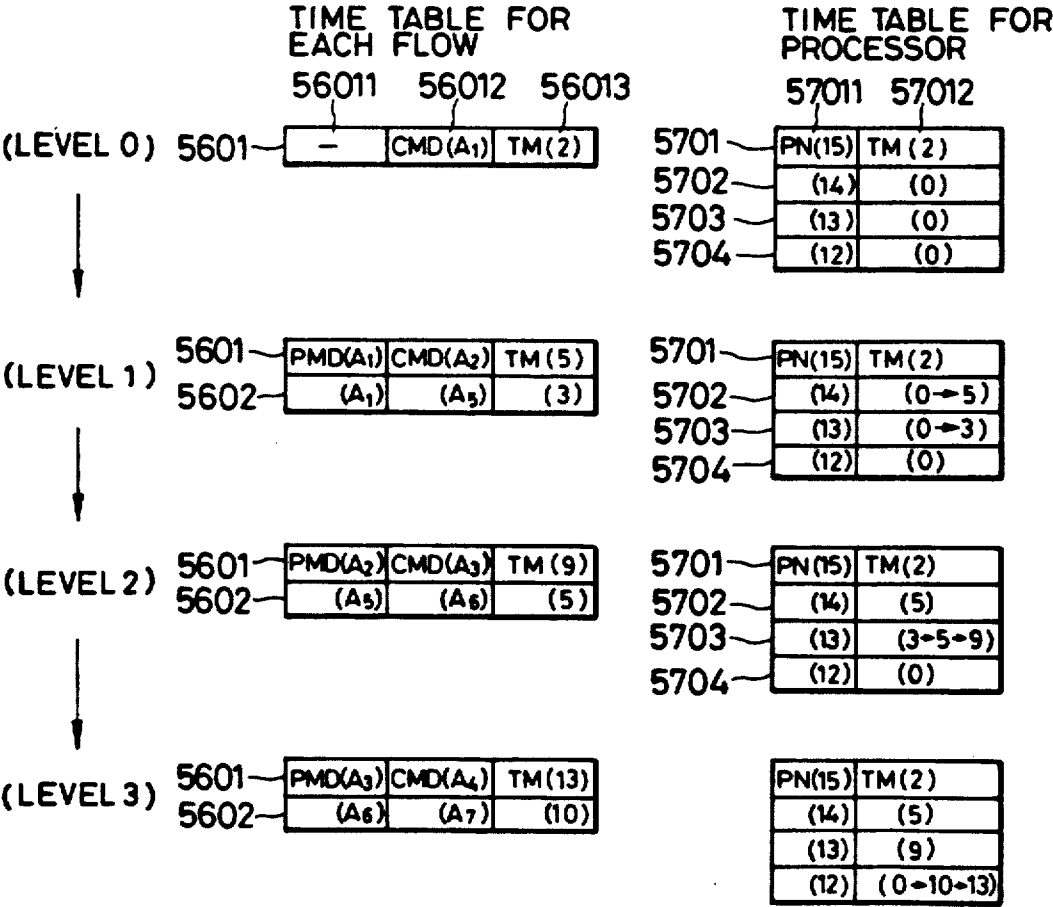 TIME TABLE FOR
EACH FLOW
56011 56012 56013
TIME TABLE FOR
PROCESSOR
57011 57012
(LEVEL 0)
5601 – CMD(A1) TM(2)
5701 PN(15) TM(2)
5702 (14) (0)
5703 (13) (0)
5704 (12) (0)
(LEVEL 1)
5601 PMD(A1) CMD(A2) TM(5)
5602 (A1) (A5) (3)
5701 PN(15) TM(2)
5702 (14) (0→5)
5703 (13) (0→3)
5704 (12) (0)
(LEVEL 2)
5601 PMD(A2) CMD(A3) TM(9)
5602 (A5) (A6) (5)
5701 PN(15) TM(2)
5702 (14) (5)
5703 (13) (3→5→9)
5704 (12) (0)
(LEVEL 3)
5601 PMD(A3) CMD(A4) TM(13)
5602 (A6) (A7) (10)
PN(15) TM(2)
(14) (5)
(13) (9)
(12) (0→10→13)